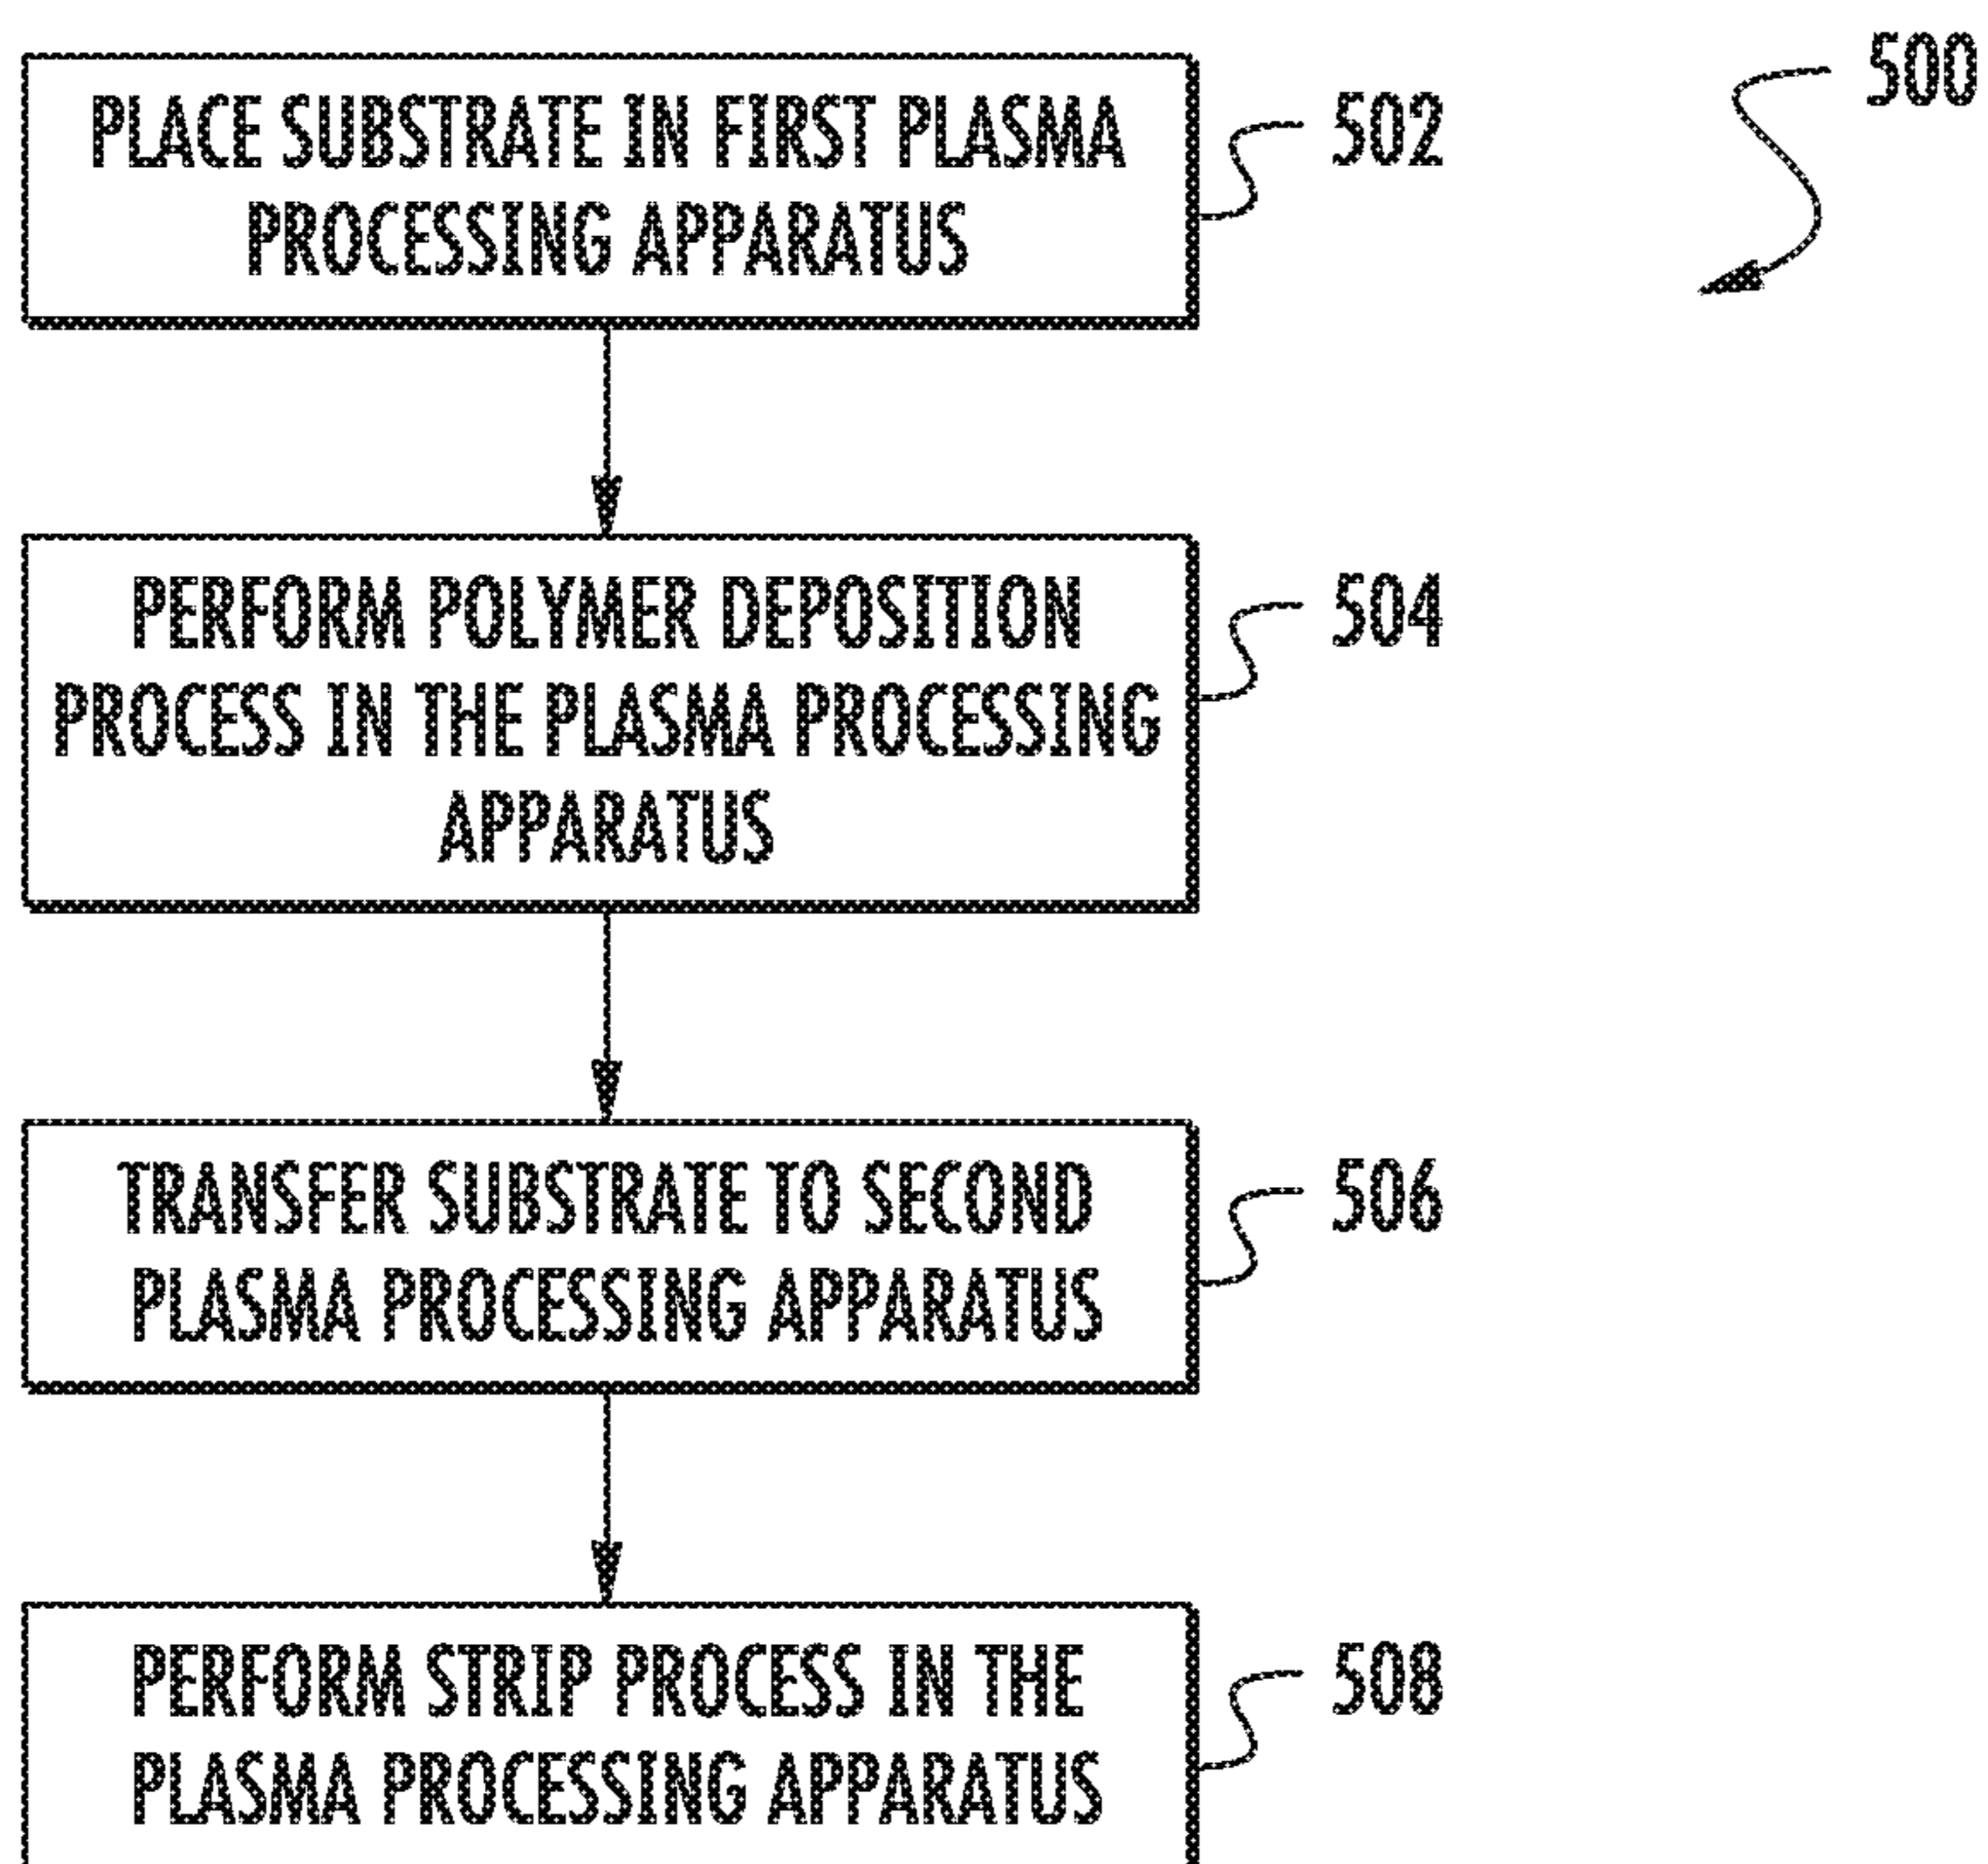 500
PLACE SUBSTRATE IN FIRST PLASMA
PROCESSING APPARATUS
502
PERFORM POLYMER DEPOSITION
PROCESS IN THE PLASMA PROCESSING
APPARATUS
504
TRANSFER SUBSTRATE TO SECOND
PLASMA PROCESSING APPARATUS
506
PERFORM STRIP PROCESS IN THE
PLASMA PROCESSING APPARATUS
508